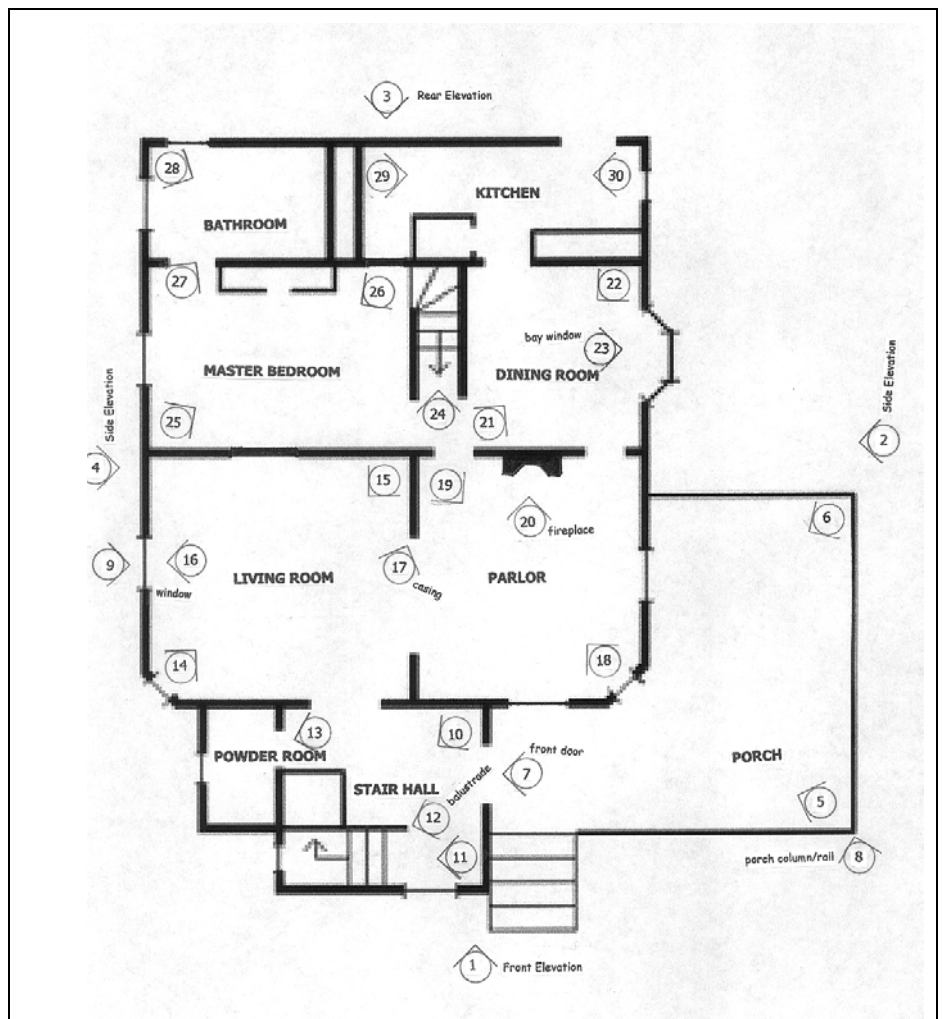 3 Rear Elevation
28
29
30
KITCHEN
BATHROOM
27
26
22
bay window
23
MASTER BEDROOM
DINING ROOM
Side Elevation
Side Elevation
25
24
21
2
4
15
19
6
20
fireplace
9
16
17
LIVING ROOM
PARLOR
window
casing
14
18
13
10
POWDER ROOM
front door
PORCH
7
STAIR HALL
balustrade
5
12
11
porch column/rail
8
1 Front Elevation